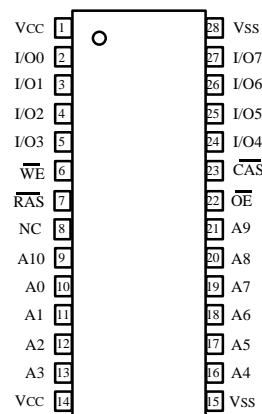 VCC 1 28 VSS
I/O0 2 27 I/O7
I/O1 3 26 I/O6
I/O2 4 25 I/O5
I/O3 5 24 I/O4
WE 6 23 CAS
RAS 7 22 OE
NC 8 21 A9
A10 9 20 A8
A0 10 19 A7
A1 11 18 A6
A2 12 17 A5
A3 13 16 A4
VCC 14 15 VSS